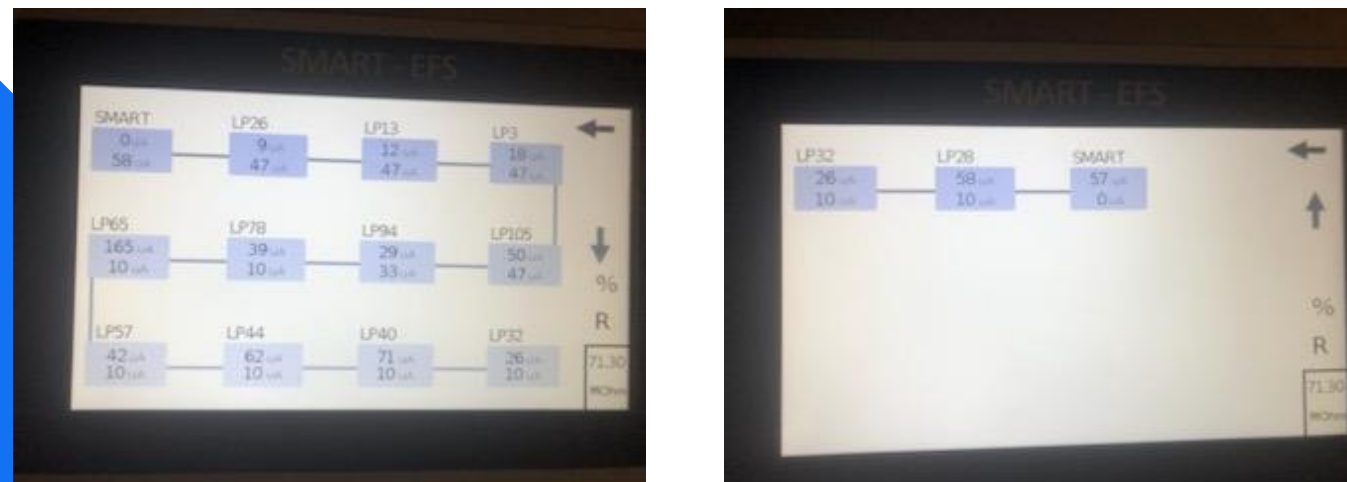 SMART - EFS
SMART LP26 LP13 LP3
0 uA 9 uA 12 uA 18 uA
58 uA 47 uA 47 uA 47 uA
LP65 LP78 LP94 LP105
165 uA 39 uA 29 uA 50 uA
10 uA 10 uA 33 uA 47 uA
%
LP57 LP44 LP40 LP32
R
42 uA 62 uA 71 uA 26 uA
10 uA 10 uA 10 uA 10 uA
71.30
MOhm
SMART - EFS
LP32 LP28 SMART
26 uA 58 uA 57 uA
10 uA 10 uA 0 uA
%
R
71.30
MOhm